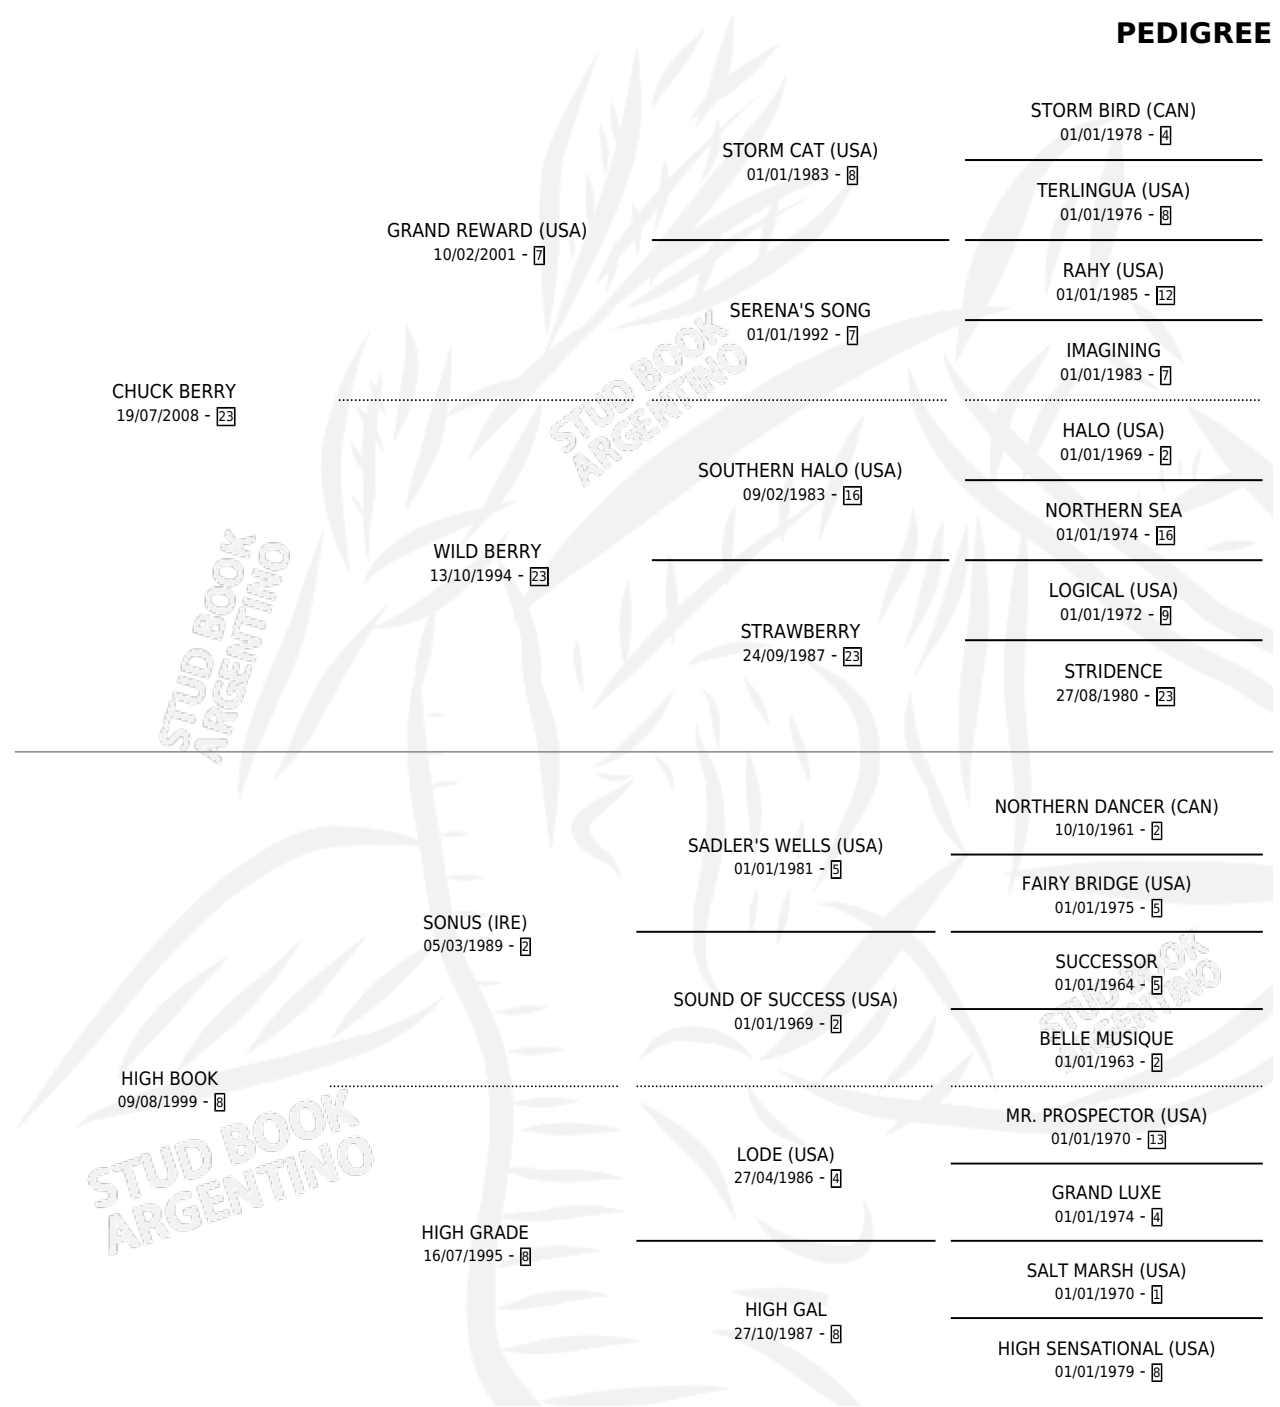 PEDIGREE
STORM BIRD (CAN)
01/01/1978 - 4
STORM CAT (USA)
01/01/1983 - 8
TERLINGUA (USA)
01/01/1976 - 8
GRAND REWARD (USA)
10/02/2001 - 7
RAHY (USA)
01/01/1985 - 12
SERENA'S SONG
01/01/1992 - 7
IMAGINING
01/01/1983 - 7
CHUCK BERRY
19/07/2008 - 23
HALO (USA)
01/01/1969 - 2
SOUTHERN HALO (USA)
09/02/1983 - 16
NORTHERN SEA
01/01/1974 - 16
WILD BERRY
13/10/1994 - 23
LOGICAL (USA)
01/01/1972 - 9
STRAWBERRY
24/09/1987 - 23
STRIDENCE
27/08/1980 - 23
NORTHERN DANCER (CAN)
10/10/1961 - 2
SADLER'S WELLS (USA)
01/01/1981 - 5
FAIRY BRIDGE (USA)
01/01/1975 - 5
SONUS (IRE)
05/03/1989 - 2
SUCCESSOR
01/01/1964 - 5
SOUND OF SUCCESS (USA)
01/01/1969 - 2
BELLE MUSIQUE
01/01/1963 - 2
HIGH BOOK
09/08/1999 - 8
MR. PROSPECTOR (USA)
01/01/1970 - 13
LODE (USA)
27/04/1986 - 4
GRAND LUXE
01/01/1974 - 4
HIGH GRADE
16/07/1995 - 8
SALT MARSH (USA)
01/01/1970 - 1
HIGH GAL
27/10/1987 - 8
HIGH SENSATIONAL (USA)
01/01/1979 - 8
STUD BOOK
ARGENTINO
STUD BOOK
ARGENTINO
STUD BOOK
ARGENTINO
STUD BOOK
ARGENTINO